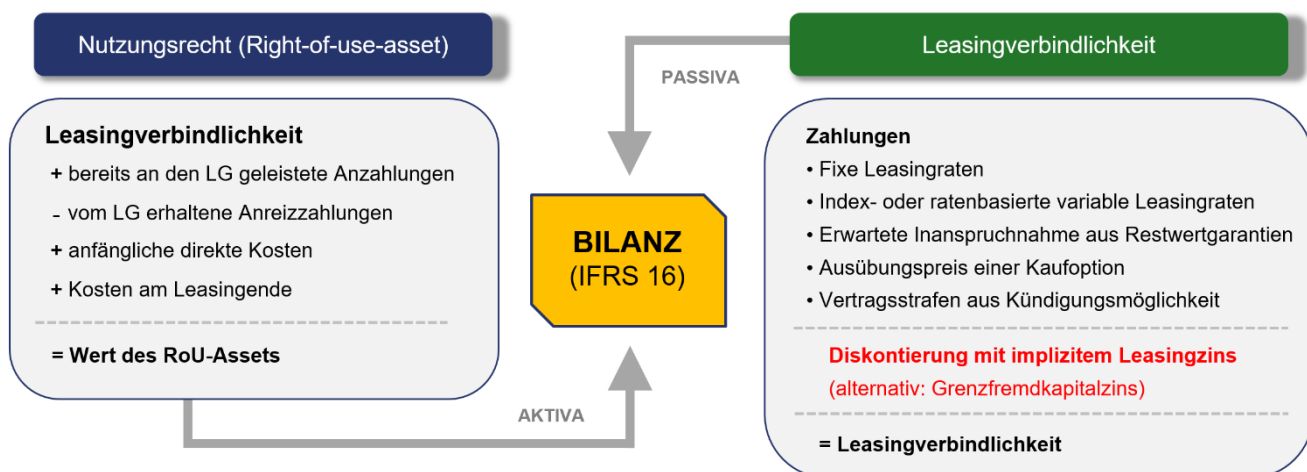 Nutzungsrecht (Right-of-use-asset)
Leasingverbindlichkeit
+ bereits an den LG geleistete Anzahlungen
- vom LG erhaltene Anreizzahlungen
+ anfängliche direkte Kosten
+ Kosten am Leasingende
= Wert des RoU-Assets
PASSIVA
BILANZ
(IFRS 16)
AKTIVA
Leasingverbindlichkeit
Zahlungen
• Fixe Leasingraten
• Index- oder ratenbasierte variable Leasingraten
• Erwartete Inanspruchnahme aus Restwertgarantien
• Ausübungspreis einer Kaufoption
• Vertragsstrafen aus Kündigungsmöglichkeit
Diskontierung mit implizitem Leasingzins
(alternativ: Grenzfremdkapitalzins)
= Leasingverbindlichkeit